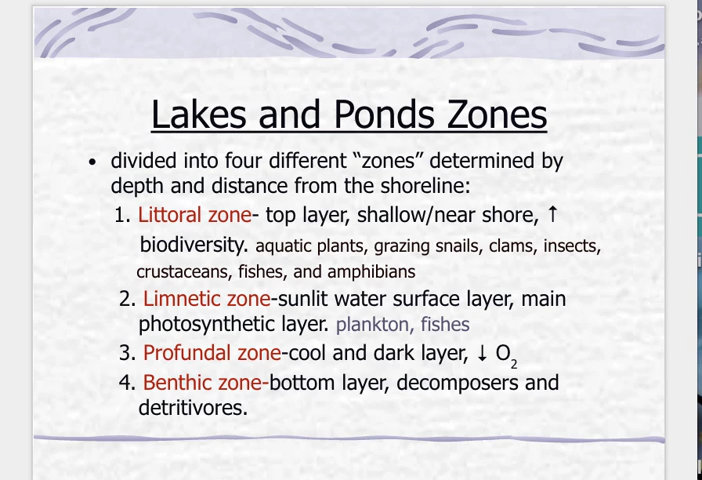 Lakes and Ponds Zones
• divided into four different “zones” determined by
depth and distance from the shoreline:
1. Littoral zone- top layer, shallow/near shore, ↑
biodiversity. aquatic plants, grazing snails, clams, insects,
crustaceans, fishes, and amphibians
2. Limnetic zone-sunlit water surface layer, main
photosynthetic layer. plankton, fishes
3. Profundal zone-cool and dark layer, ↓ O₂
4. Benthic zone-bottom layer, decomposers and
detritivores.